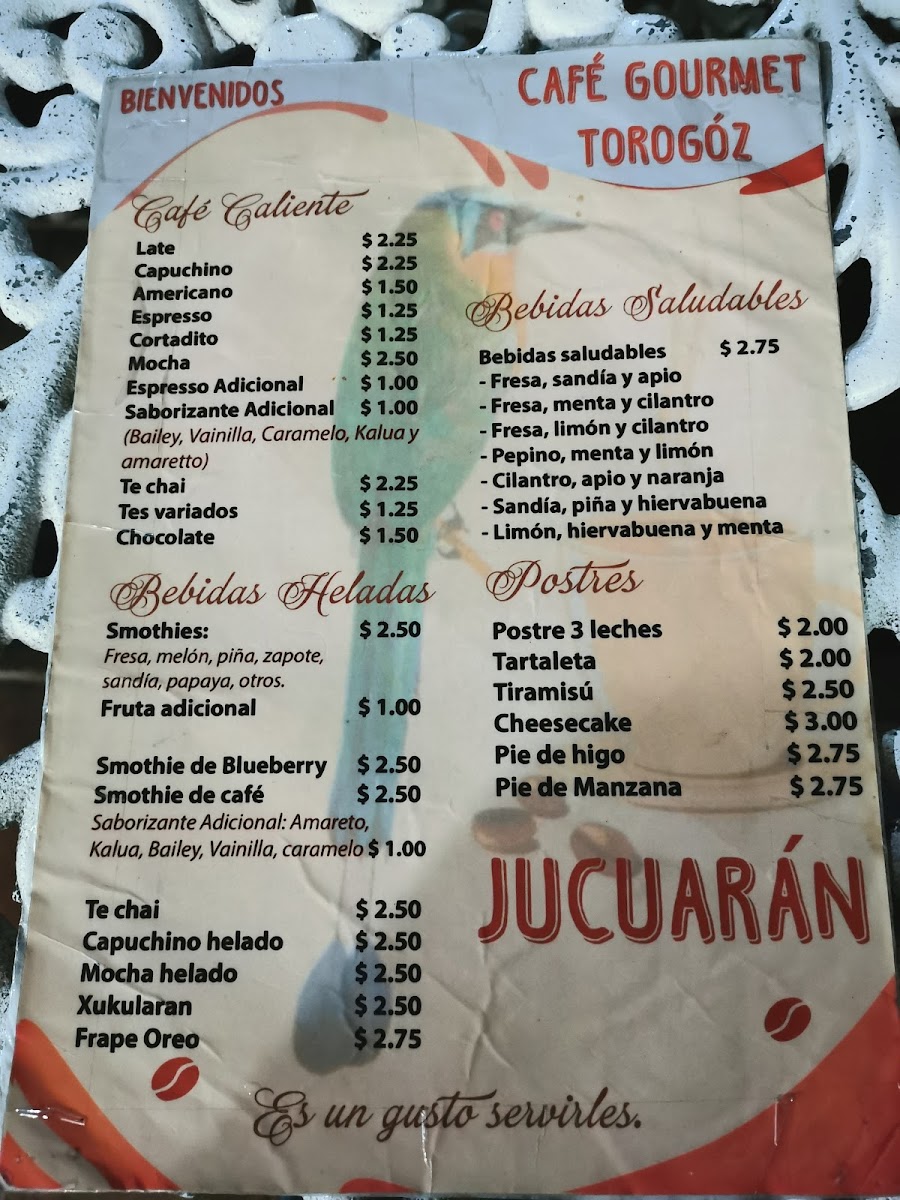 BIENVENIDOS
CAFÉ GOURMET
TOROGÓZ
Café Caliente
Late $ 2.25
Capuchino $ 2.25
Americano $ 1.50
Espresso $ 1.25
Cortadito $ 1.25
Mocha $ 2.50
Espresso Adicional $ 1.00
Saborizante Adicional $ 1.00
(Bailey, Vainilla, Caramelo, Kalua y
amaretto)
Te chai $ 2.25
Tes variados $ 1.25
Chocolate $ 1.50
Bebidas Heladas
Smothies: $ 2.50
Fresa, melón, piña, zapote,
sandía, papaya, otros.
Fruta adicional $ 1.00
Smothie de Blueberry $ 2.50
Smothie de café $ 2.50
Saborizante Adicional: Amareto,
Kalua, Bailey, Vainilla, caramelo $ 1.00
Te chai $ 2.50
Capuchino helado $ 2.50
Mocha helado $ 2.50
Xukularan $ 2.50
Frape Oreo $ 2.75
Bebidas Saludables
Bebidas saludables $ 2.75
- Fresa, sandía y apio
- Fresa, menta y cilantro
- Fresa, limón y cilantro
- Pepino, menta y limón
- Cilantro, apio y naranja
- Sandía, piña y hiervabuena
- Limón, hiervabuena y menta
Postres
Postre 3 leches $ 2.00
Tartaleta $ 2.00
Tiramisú $ 2.50
Cheesecake $ 3.00
Pie de higo $ 2.75
Pie de Manzana $ 2.75
JUCUARÁN
Es un gusto servirles.